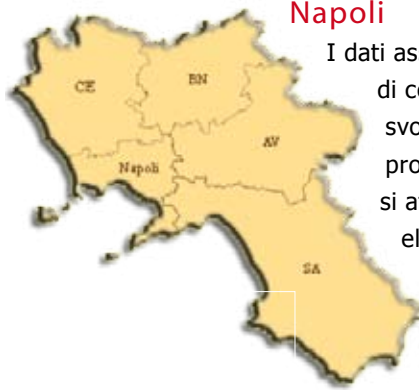 Napoli
I dati as
di co
svo
pro
si a
el
CE
BN
AV
Napoli
SA